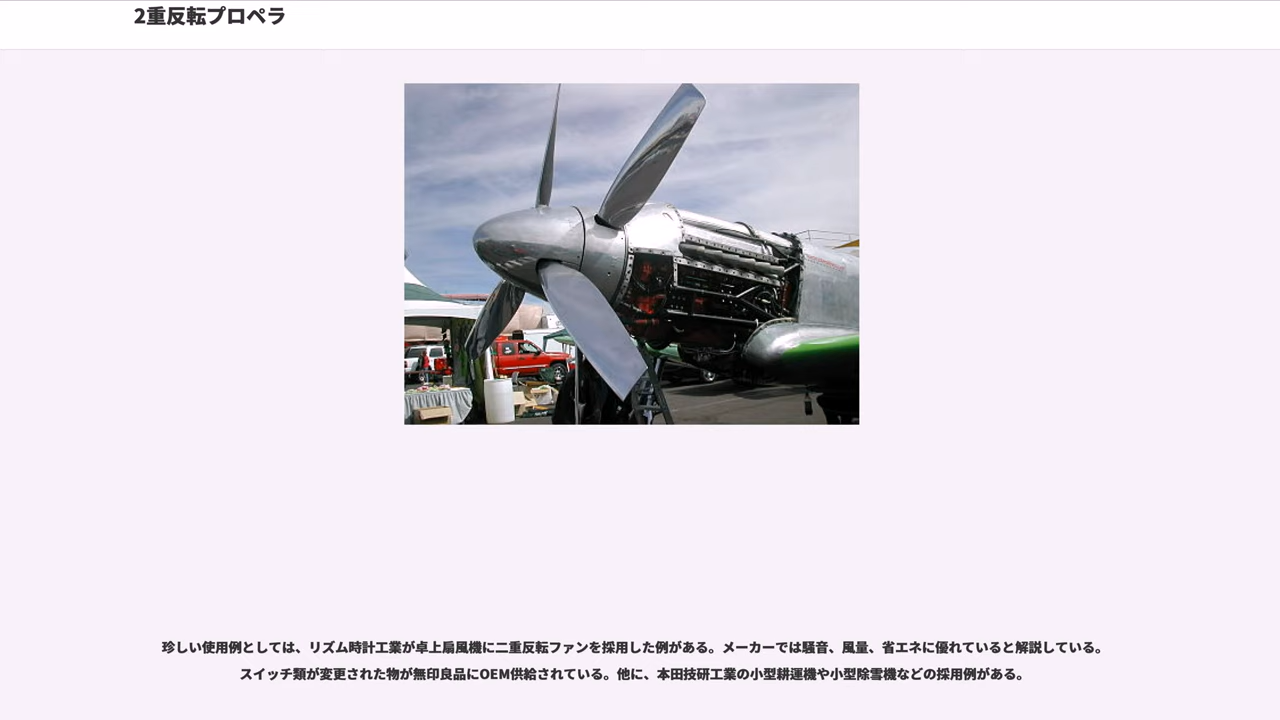 2重反転プロペラ
珍しい使用例としては、リズム時計工業が卓上扇風機に二重反転ファンを採用した例がある。メーカーでは騒音、風量、省エネに優れていると解説している。
スイッチ類が変更された物が無印良品にOEM供給されている。他に、本田技研工業の小型耕運機や小型除雪機などの採用例がある。